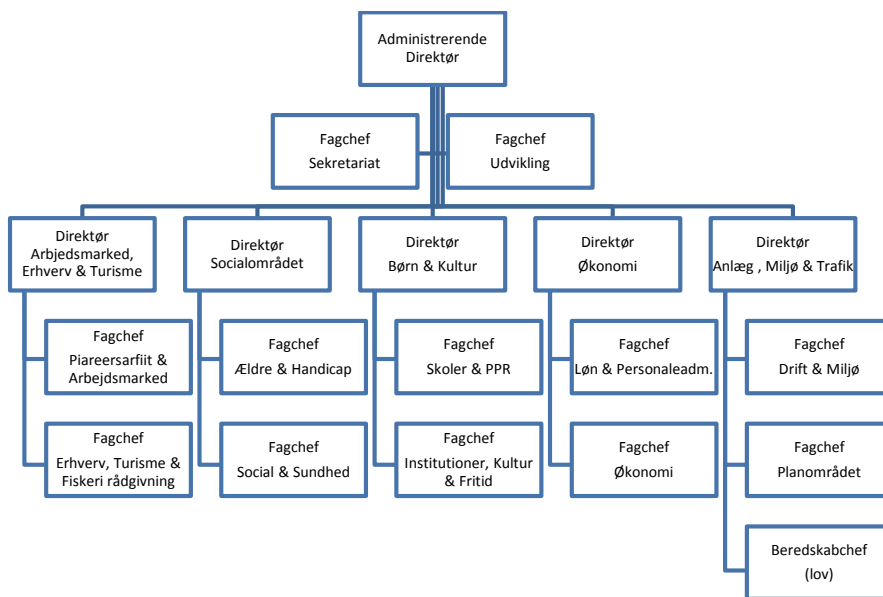 Administrerende
Direktør
Fagchef
Sekretariat
Fagchef
Udvikling
Direktør
Arbjedsmarked,
Erhverv & Turisme
Direktør
Socialområdet
Direktør
Børn & Kultur
Direktør
Økonomi
Direktør
Anlæg , Miljø & Trafik
Fagchef
Piareersarfiit &
Arbejdsmarked
Fagchef
Ældre & Handicap
Fagchef
Skoler & PPR
Fagchef
Løn & Personaleadm.
Fagchef
Drift & Miljø
Fagchef
Erhverv, Turisme &
Fiskeri rådgivning
Fagchef
Social & Sundhed
Fagchef
Institutioner, Kultur
& Fritid
Fagchef
Økonomi
Fagchef
Planområdet
Beredskabchef
(lov)